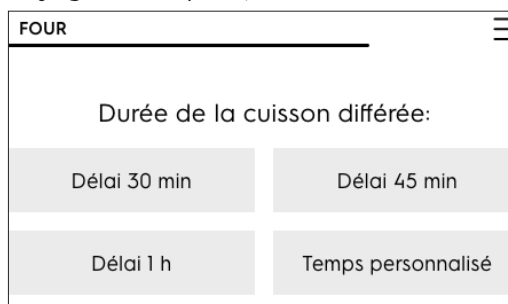 FOUR
Durée de la cuisson différée:
Délai 30 min
Délai 45 min
Délai 1 h
Temps personnalisé